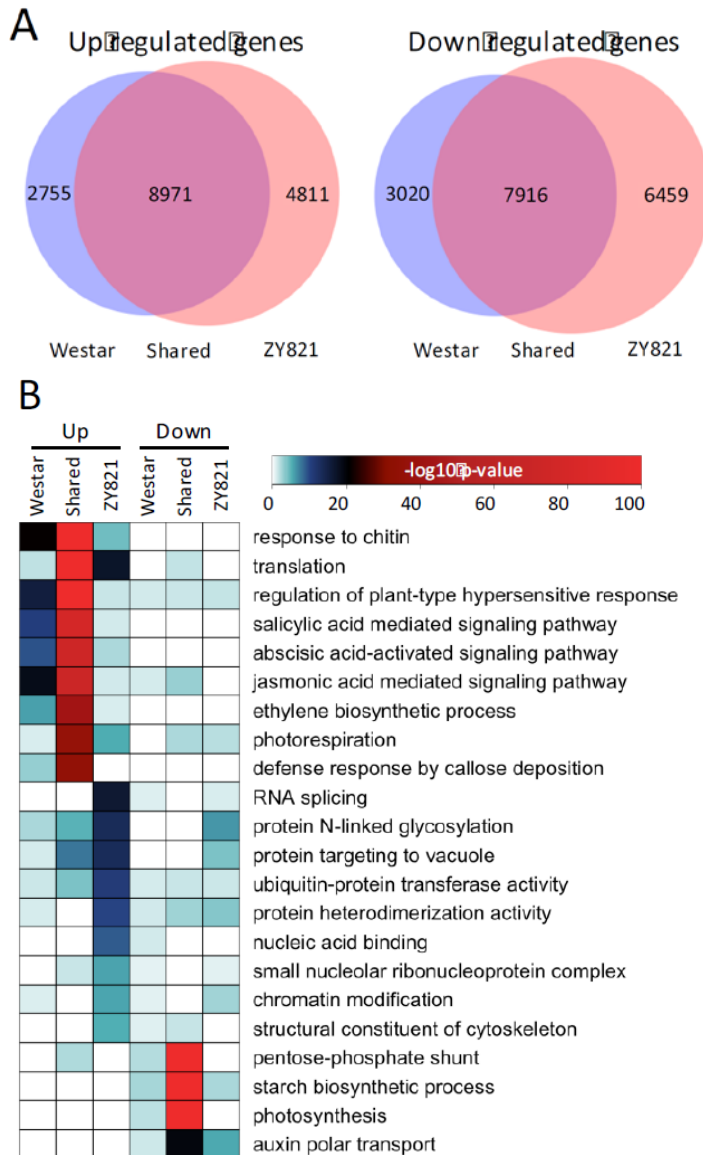 A
Up regulated genes
Down regulated genes
2755 8971 4811
3020 7916 6459
Westar Shared ZY821
Westar Shared ZY821
B
Up Down
Westar Shared ZY821 Westar Shared ZY821
-log10 p-value
0 20 40 60 80 100
response to chitin
translation
regulation of plant-type hypersensitive response
salicylic acid mediated signaling pathway
abscisic acid-activated signaling pathway
jasmonic acid mediated signaling pathway
ethylene biosynthetic process
photorespiration
defense response by callose deposition
RNA splicing
protein N-linked glycosylation
protein targeting to vacuole
ubiquitin-protein transferase activity
protein heterodimerization activity
nucleic acid binding
small nucleolar ribonucleoprotein complex
chromatin modification
structural constituent of cytoskeleton
pentose-phosphate shunt
starch biosynthetic process
photosynthesis
auxin polar transport